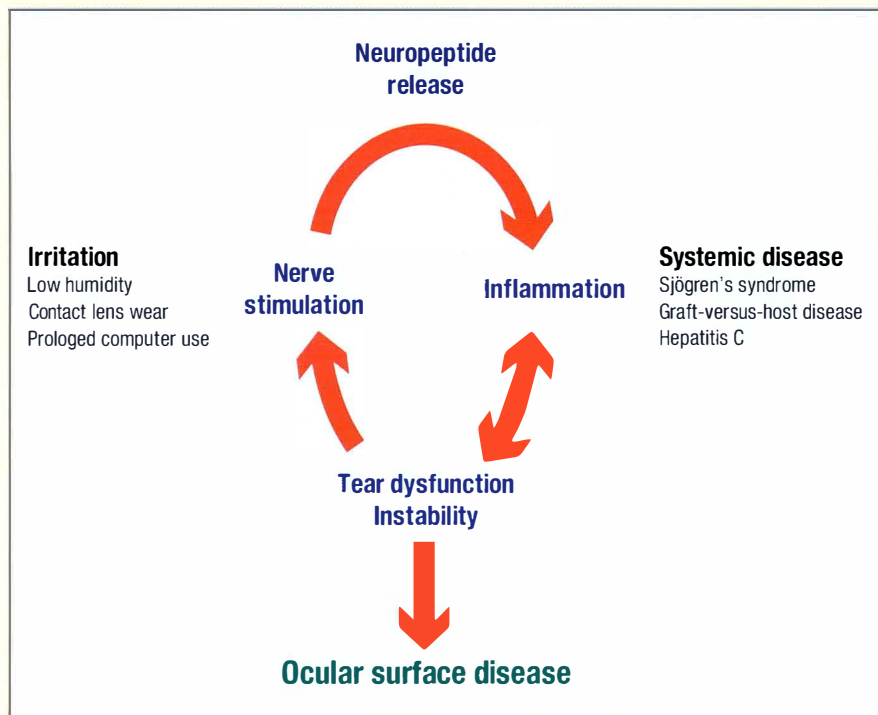 Neuropeptide
release
Irritation
Low humidity
Contact lens wear
Prologed computer use
Nerve
stimulation
Inflammation
Systemic disease
Sjögren's syndrome
Graft-versus-host disease
Hepatitis C
Tear dysfunction
Instability
Ocular surface disease